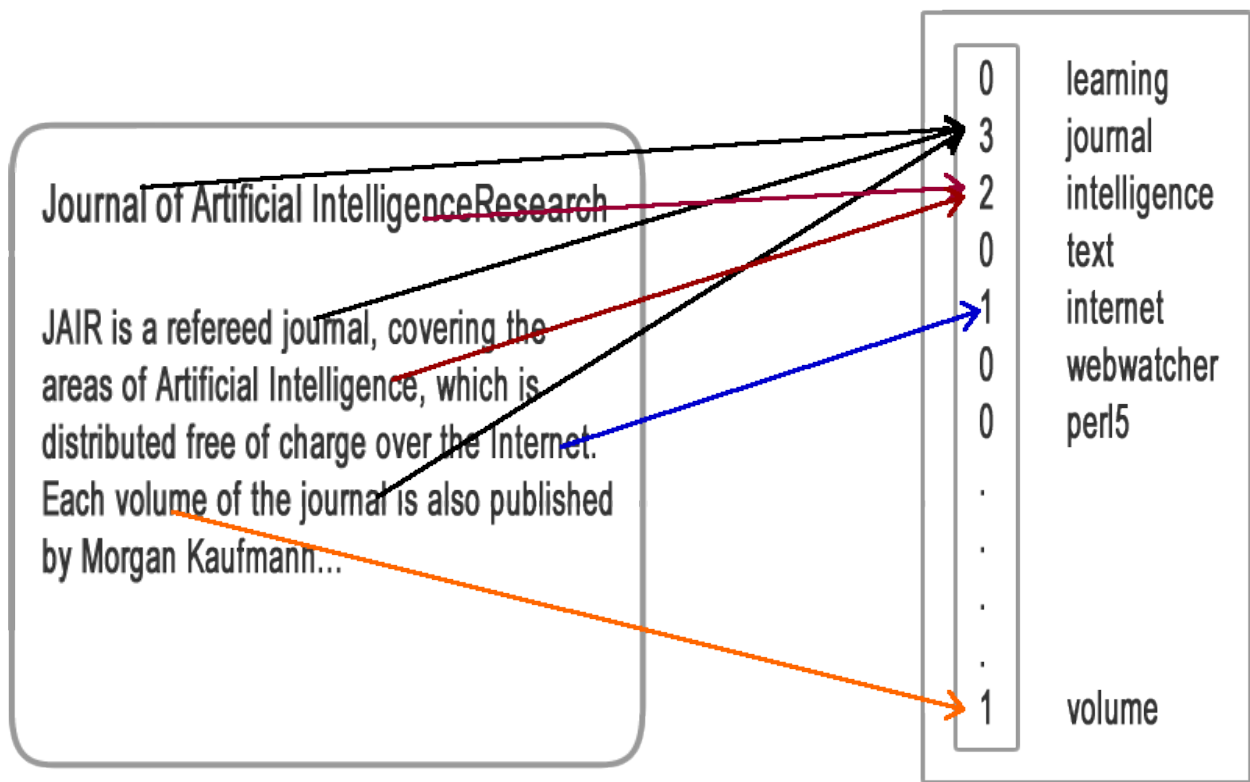 Journal of Artificial IntelligenceResearch
JAIR is a refereed journal, covering the
areas of Artificial Intelligence, which is
distributed free of charge over the Internet.
Each volume of the journal is also published
by Morgan Kaufmann...
0 learning
3 journal
2 intelligence
0 text
1 internet
0 webwatcher
0 perl5
.
.
.
.
1 volume